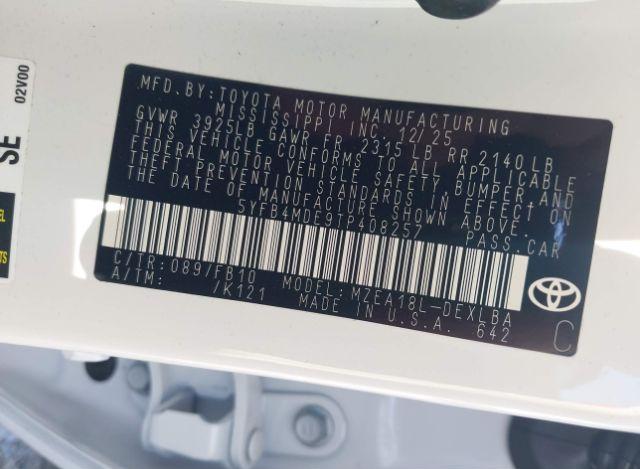 MFD. BY: TOYOTA MOTOR MANUFACTURING
MISSISSIPPI, INC. 12/25
GVWR 3925LB GAWR FR 2315 LB RR 2140 LB
THIS VEHICLE CONFORMS TO ALL APPLICABLE
FEDERAL MOTOR VEHICLE SAFETY, BUMPER, AND
THEFT PREVENTION STANDARDS IN EFFECT ON
THE DATE OF MANUFACTURE SHOWN ABOVE.
5YFB4MDE9TP408257 PASS.CAR
C/TR: 089/FB10 MODEL: MZEA18L-DEXLBA
A/TM: /K121 MADE IN U.S.A. 642
C
SE
02V00